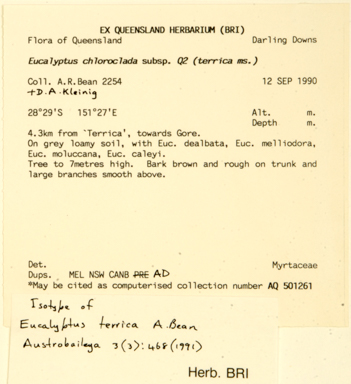 EX QUEENSLAND HERBARIUM (BRI)
Flora of Queensland Darling Downs
Eucalyptus chloroclada subsp. Q2 (terrica ms.)
Coll. A.R.Bean 2254 12 SEP 1990
+D.A.Kleinig
28°29'S 151°27'E Alt. m.
Depth m.
4.3km from 'Terrica', towards Gore.
On grey loamy soil, with Euc. dealbata, Euc. melliodora,
Euc. moluccana, Euc. caleyi.
Tree to 7metres high. Bark brown and rough on trunk and
large branches smooth above.
Det. Myrtaceae
Dups. MEL NSW CANB PRE AD
*May be cited as computerised collection number AQ 501261
Isotype of
Eucalyptus terrica A.Bean
Austrobaileya 3(3): 468 (1991)
Herb. BRI